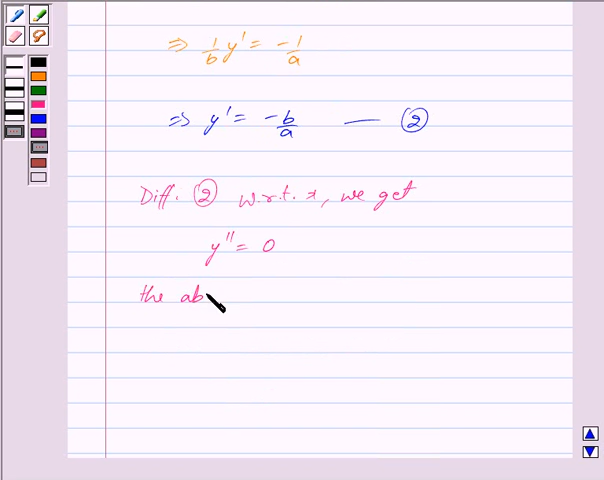 ⇒ 1/b y' = -1/a
⇒ y' = -b/a — ②
Diff. ② w.r.t. x, we get
y'' = 0
the ab